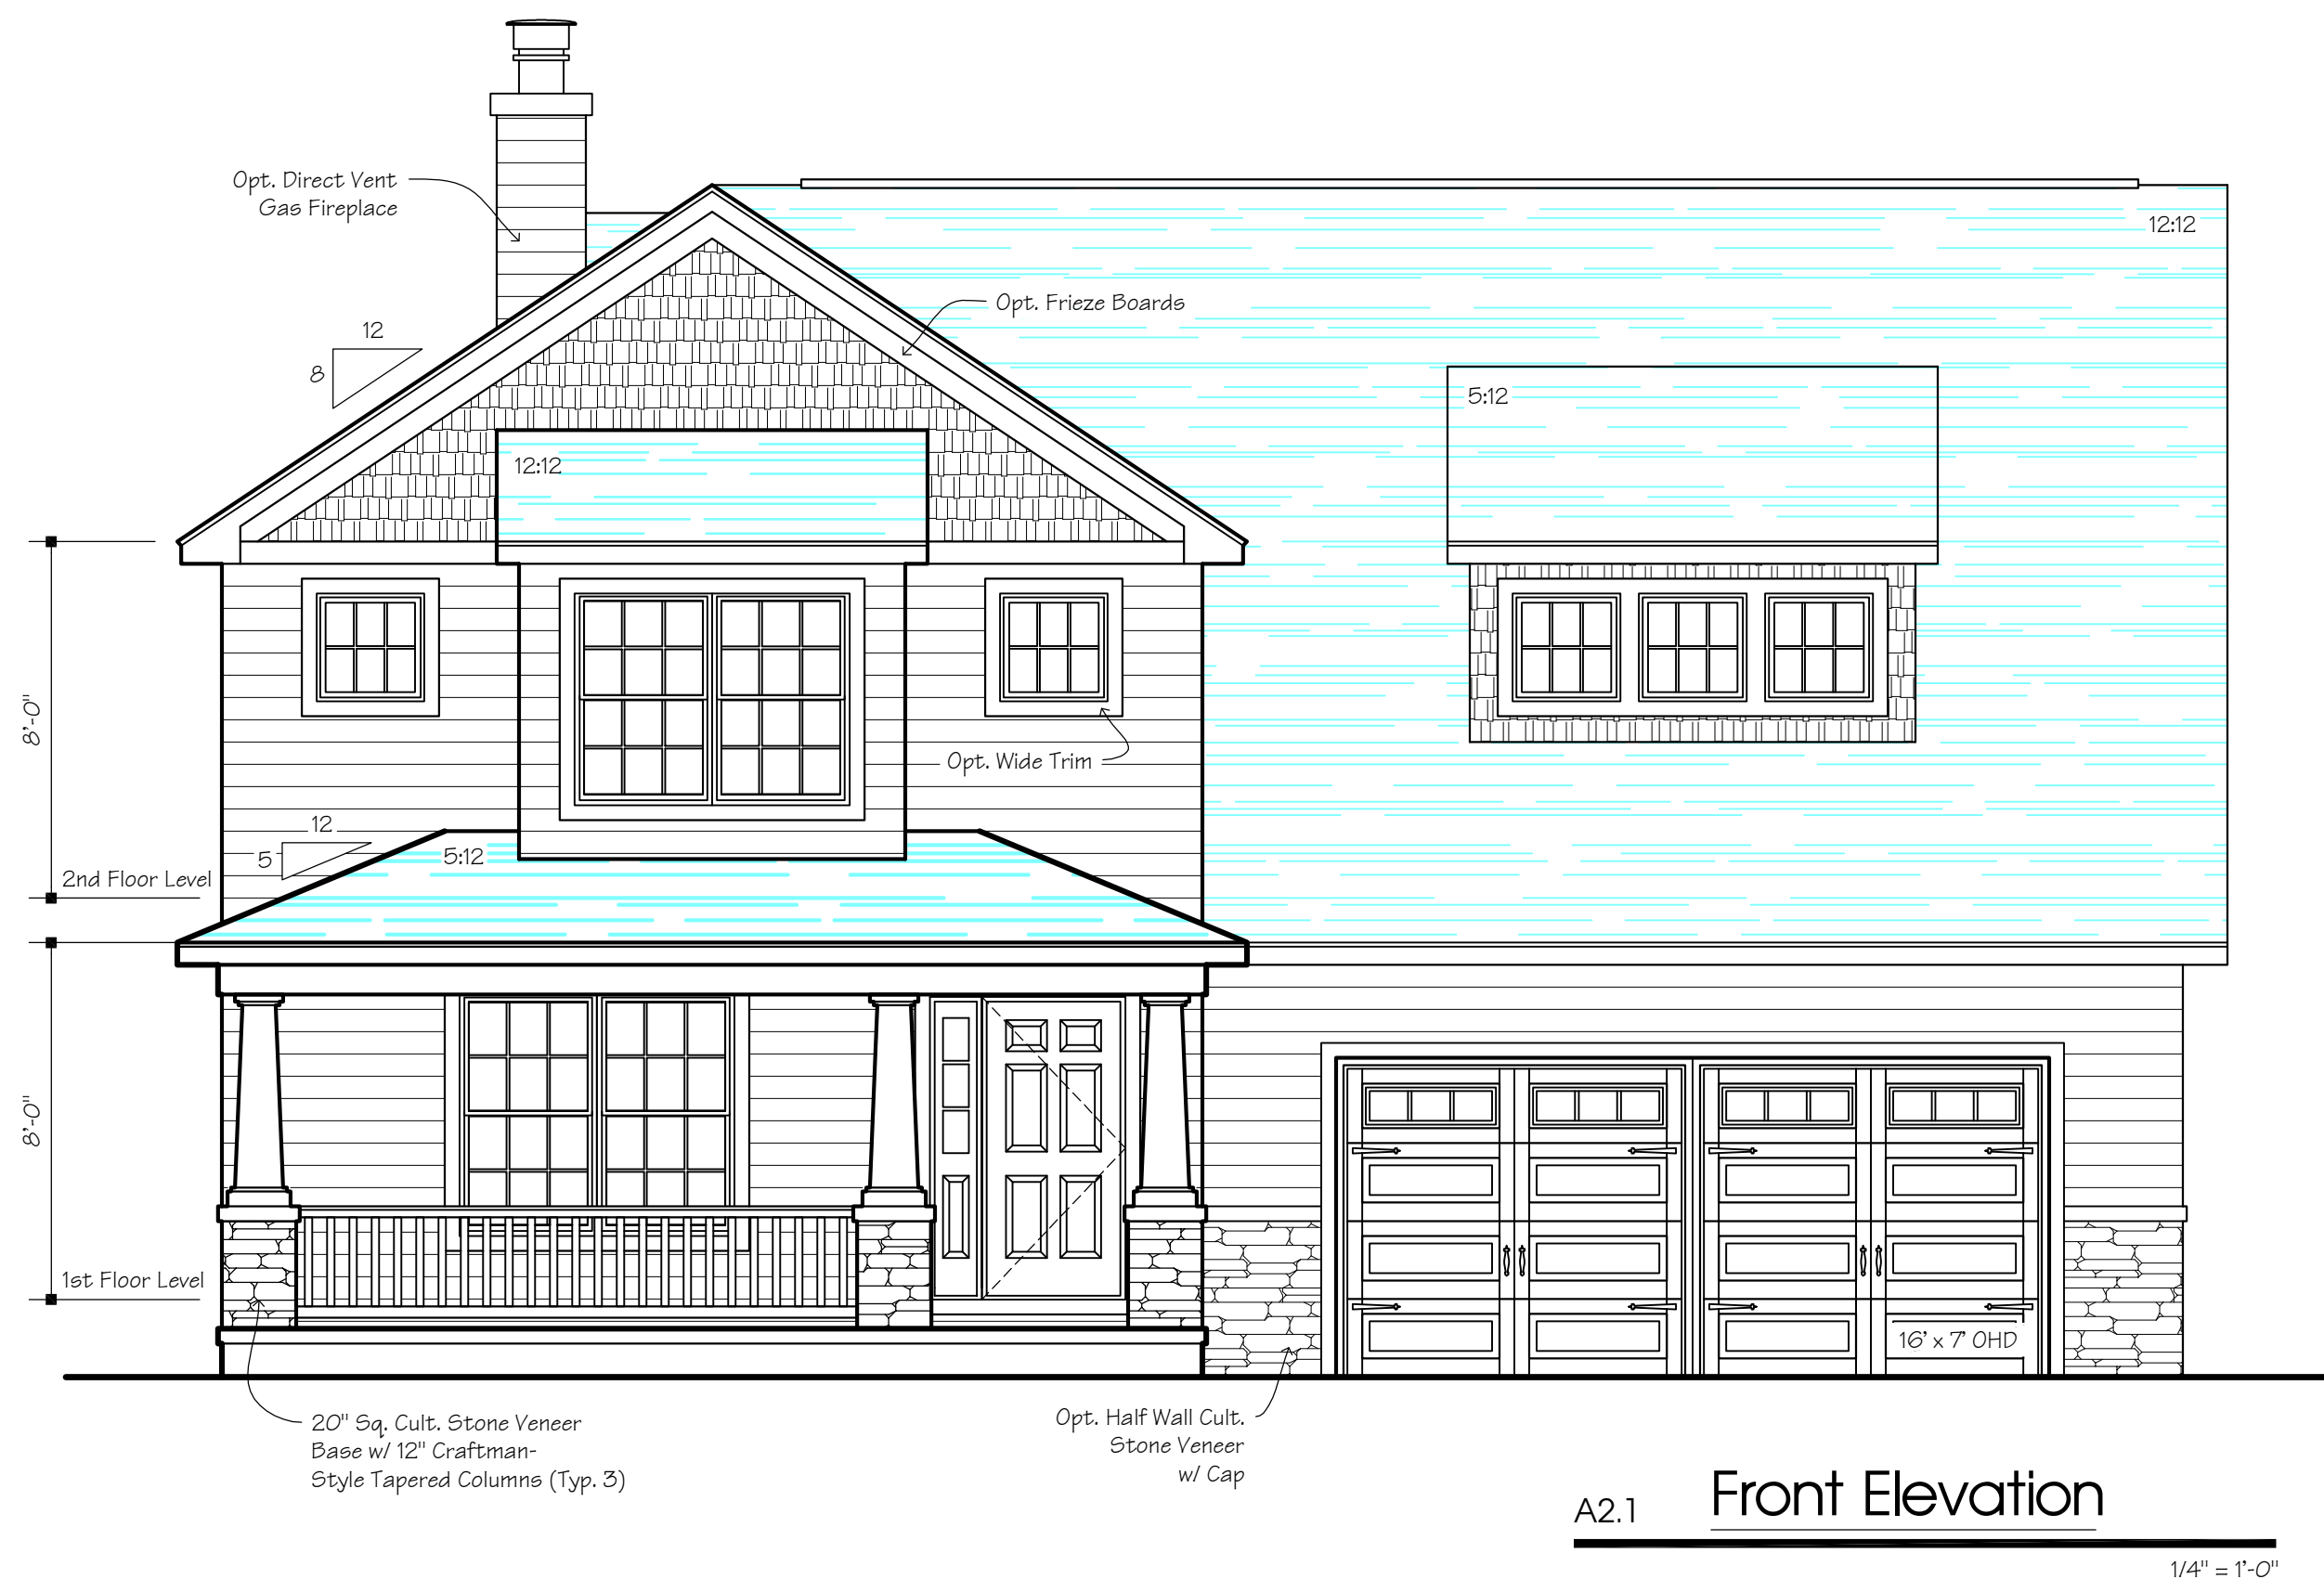 Opt. Direct Vent
Gas Fireplace
12:12
Opt. Frieze Boards
12
8
5:12
12:12
8'-0"
Opt. Wide Trim
12
5
5:12
2nd Floor Level
8'-0"
1st Floor Level
16' x 7' OHD
20" Sq. Cult. Stone Veneer
Base w/ 12" Craftman-
Style Tapered Columns (Typ. 3)
Opt. Half Wall Cult.
Stone Veneer
w/ Cap
A2.1 Front Elevation
1/4" = 1'-0"